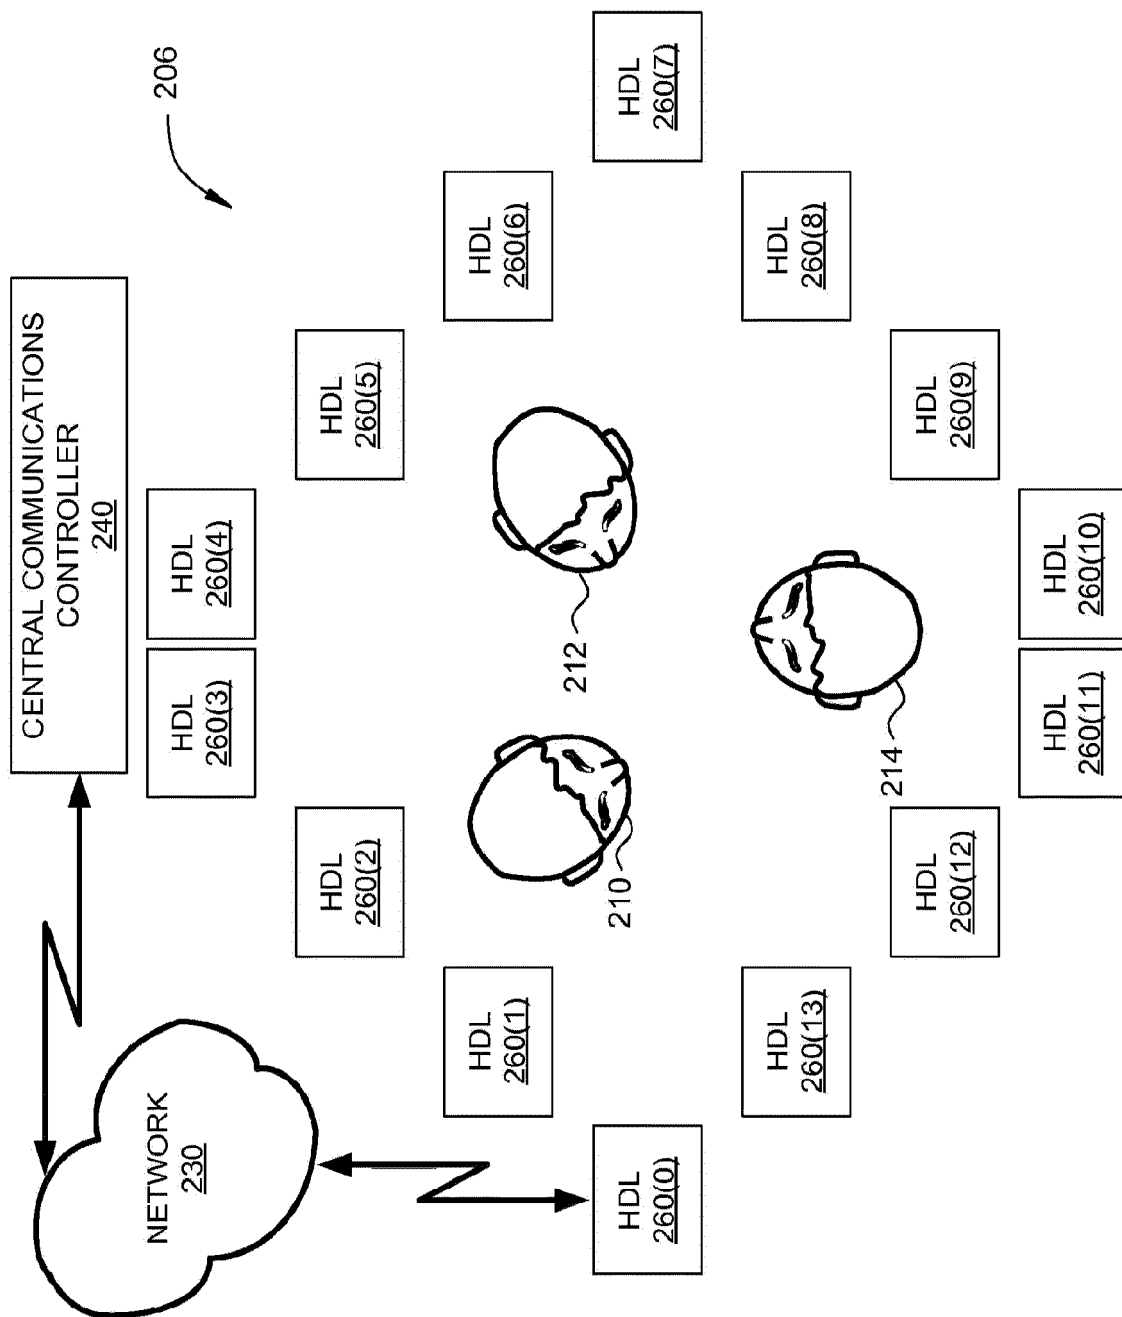 206
CENTRAL COMMUNICATIONS
CONTROLLER
240
NETWORK
230
HDL
260(0)
HDL
260(1)
HDL
260(2)
HDL
260(3)
HDL
260(4)
HDL
260(5)
HDL
260(6)
HDL
260(7)
HDL
260(8)
HDL
260(9)
HDL
260(10)
HDL
260(11)
HDL
260(12)
HDL
260(13)
210
212
214